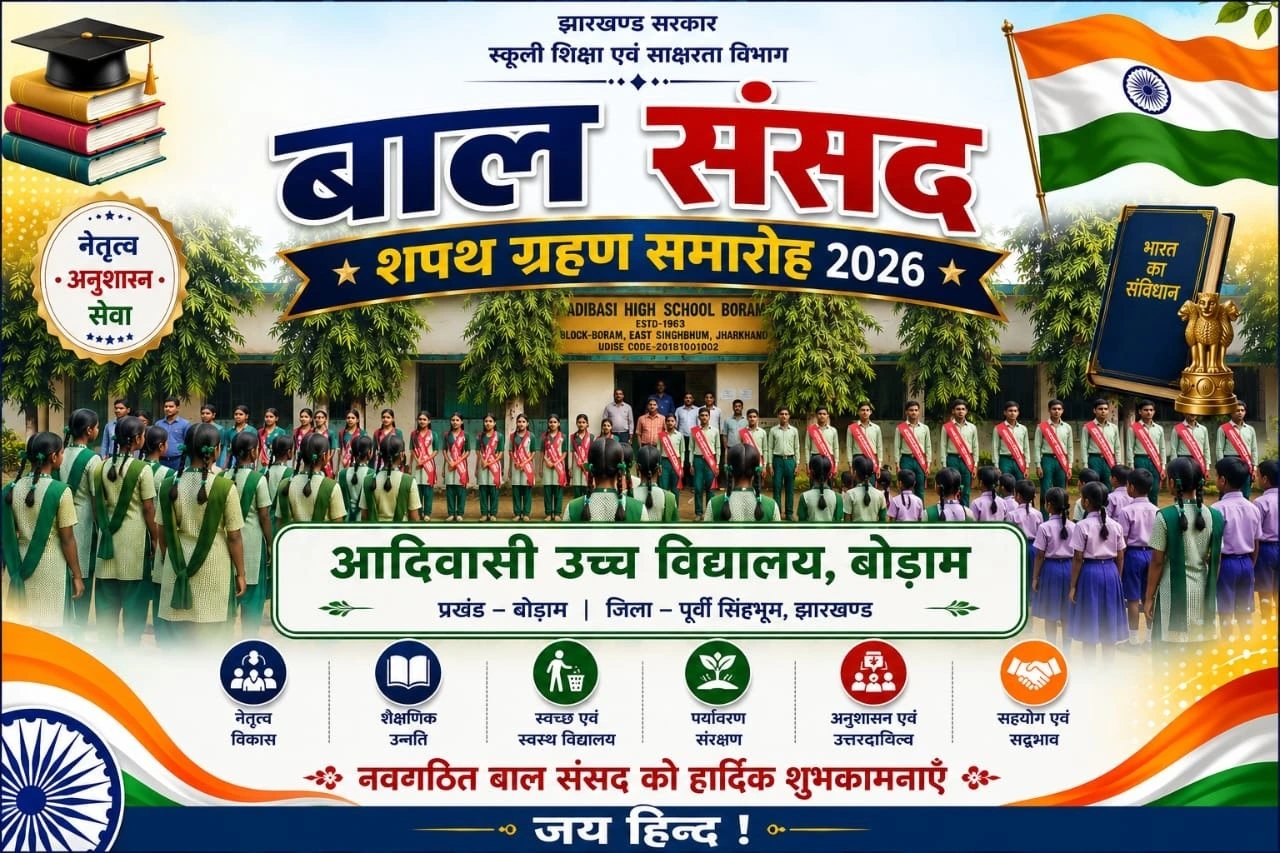 झारखण्ड सरकार
स्कूली शिक्षा एवं साक्षरता विभाग
बाल संसद
शपथ ग्रहण समारोह 2026
नेतृत्व
अनुशासन
सेवा
भारत
का
संविधान
ADIBASI HIGH SCHOOL BORAM
ESTD-1963
BLOCK-BORAM, EAST SINGHBHUM, JHARKHAND
UDISE CODE-20181001002
आदिवासी उच्च विद्यालय, बोड़ाम
प्रखंड – बोड़ाम | जिला – पूर्वी सिंहभूम, झारखण्ड
नेतृत्व
विकास
शैक्षणिक
उन्नति
स्वच्छ एवं
स्वस्थ विद्यालय
पर्यावरण
संरक्षण
अनुशासन एवं
उत्तरदायित्व
सहयोग एवं
सद्भाव
नवगठित बाल संसद को हार्दिक शुभकामनाएँ
जय हिन्द !